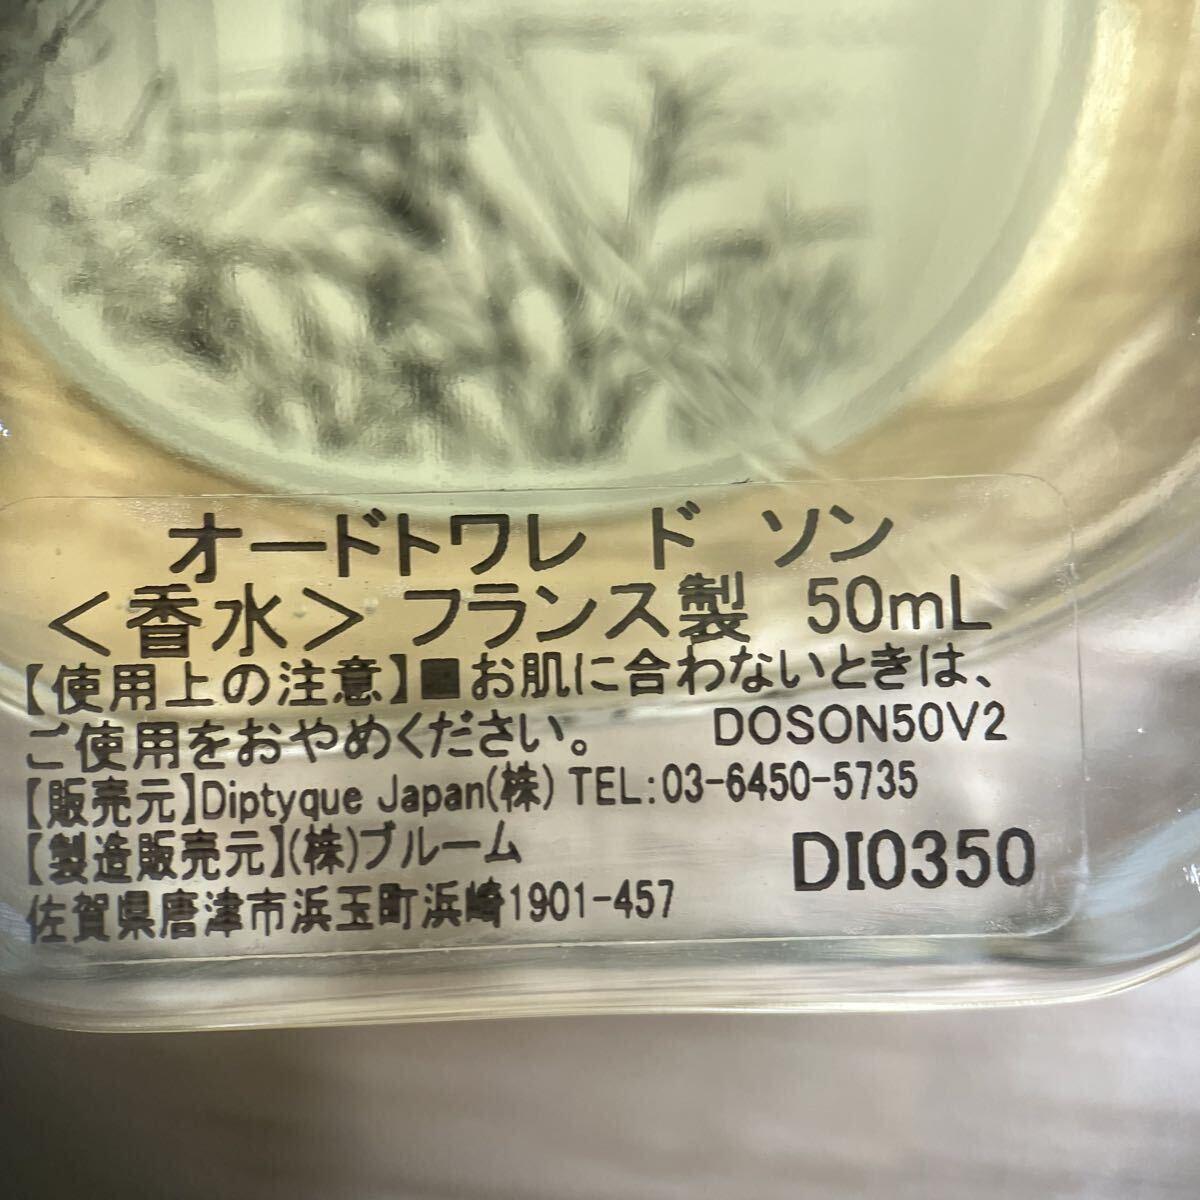 オードトワレ ド ソン
＜香水＞ フランス製 50mL
【使用上の注意】■お肌に合わないときは、
ご使用をおやめください。 DOSON50V2
【販売元】Diptyque Japan(株) TEL:03-6450-5735
【製造販売元】(株)ブルーム DI0350
佐賀県唐津市浜玉町浜崎1901-457